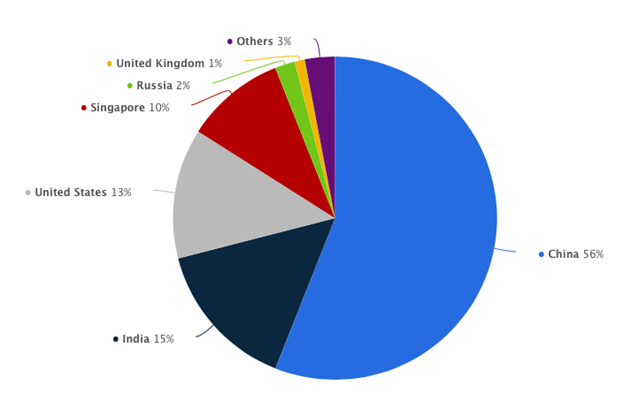 Others 3%
United Kingdom 1%
Russia 2%
Singapore 10%
United States 13%
China 56%
India 15%